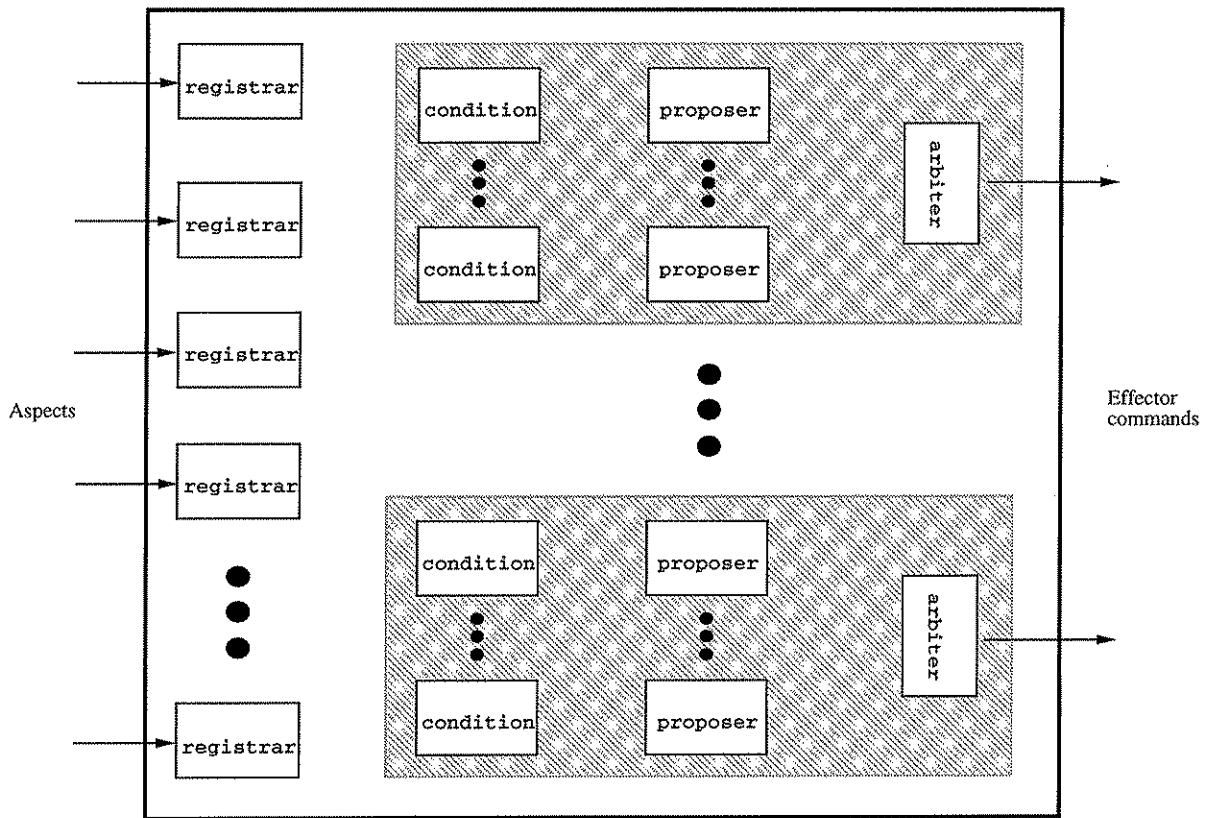 registrar
condition
proposer
arbiter
registrar
condition
proposer
registrar
Aspects
Effector
commands
registrar
condition
proposer
arbiter
condition
proposer
registrar